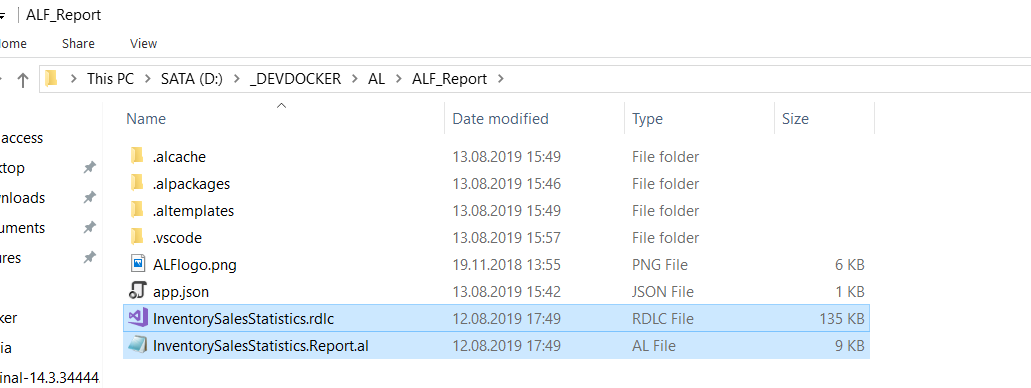 ALF_Report
ome Share View
This PC > SATA (D:) > _DEVDOCKER > AL > ALF_Report >
Name Date modified Type Size
access
.alcache 13.08.2019 15:49 File folder
ktop
.alpackages 13.08.2019 15:46 File folder
wnloads
.altemplates 13.08.2019 15:49 File folder
uments
.vscode 13.08.2019 15:57 File folder
ures
ALFlogo.png 19.11.2018 13:55 PNG File 6 KB
app.json 13.08.2019 15:42 JSON File 1 KB
ker
InventorySalesStatistics.rdlc 12.08.2019 17:49 RDLC File 135 KB
ia
InventorySalesStatistics.Report.al 12.08.2019 17:49 AL File 9 KB
inal-14.3.34444